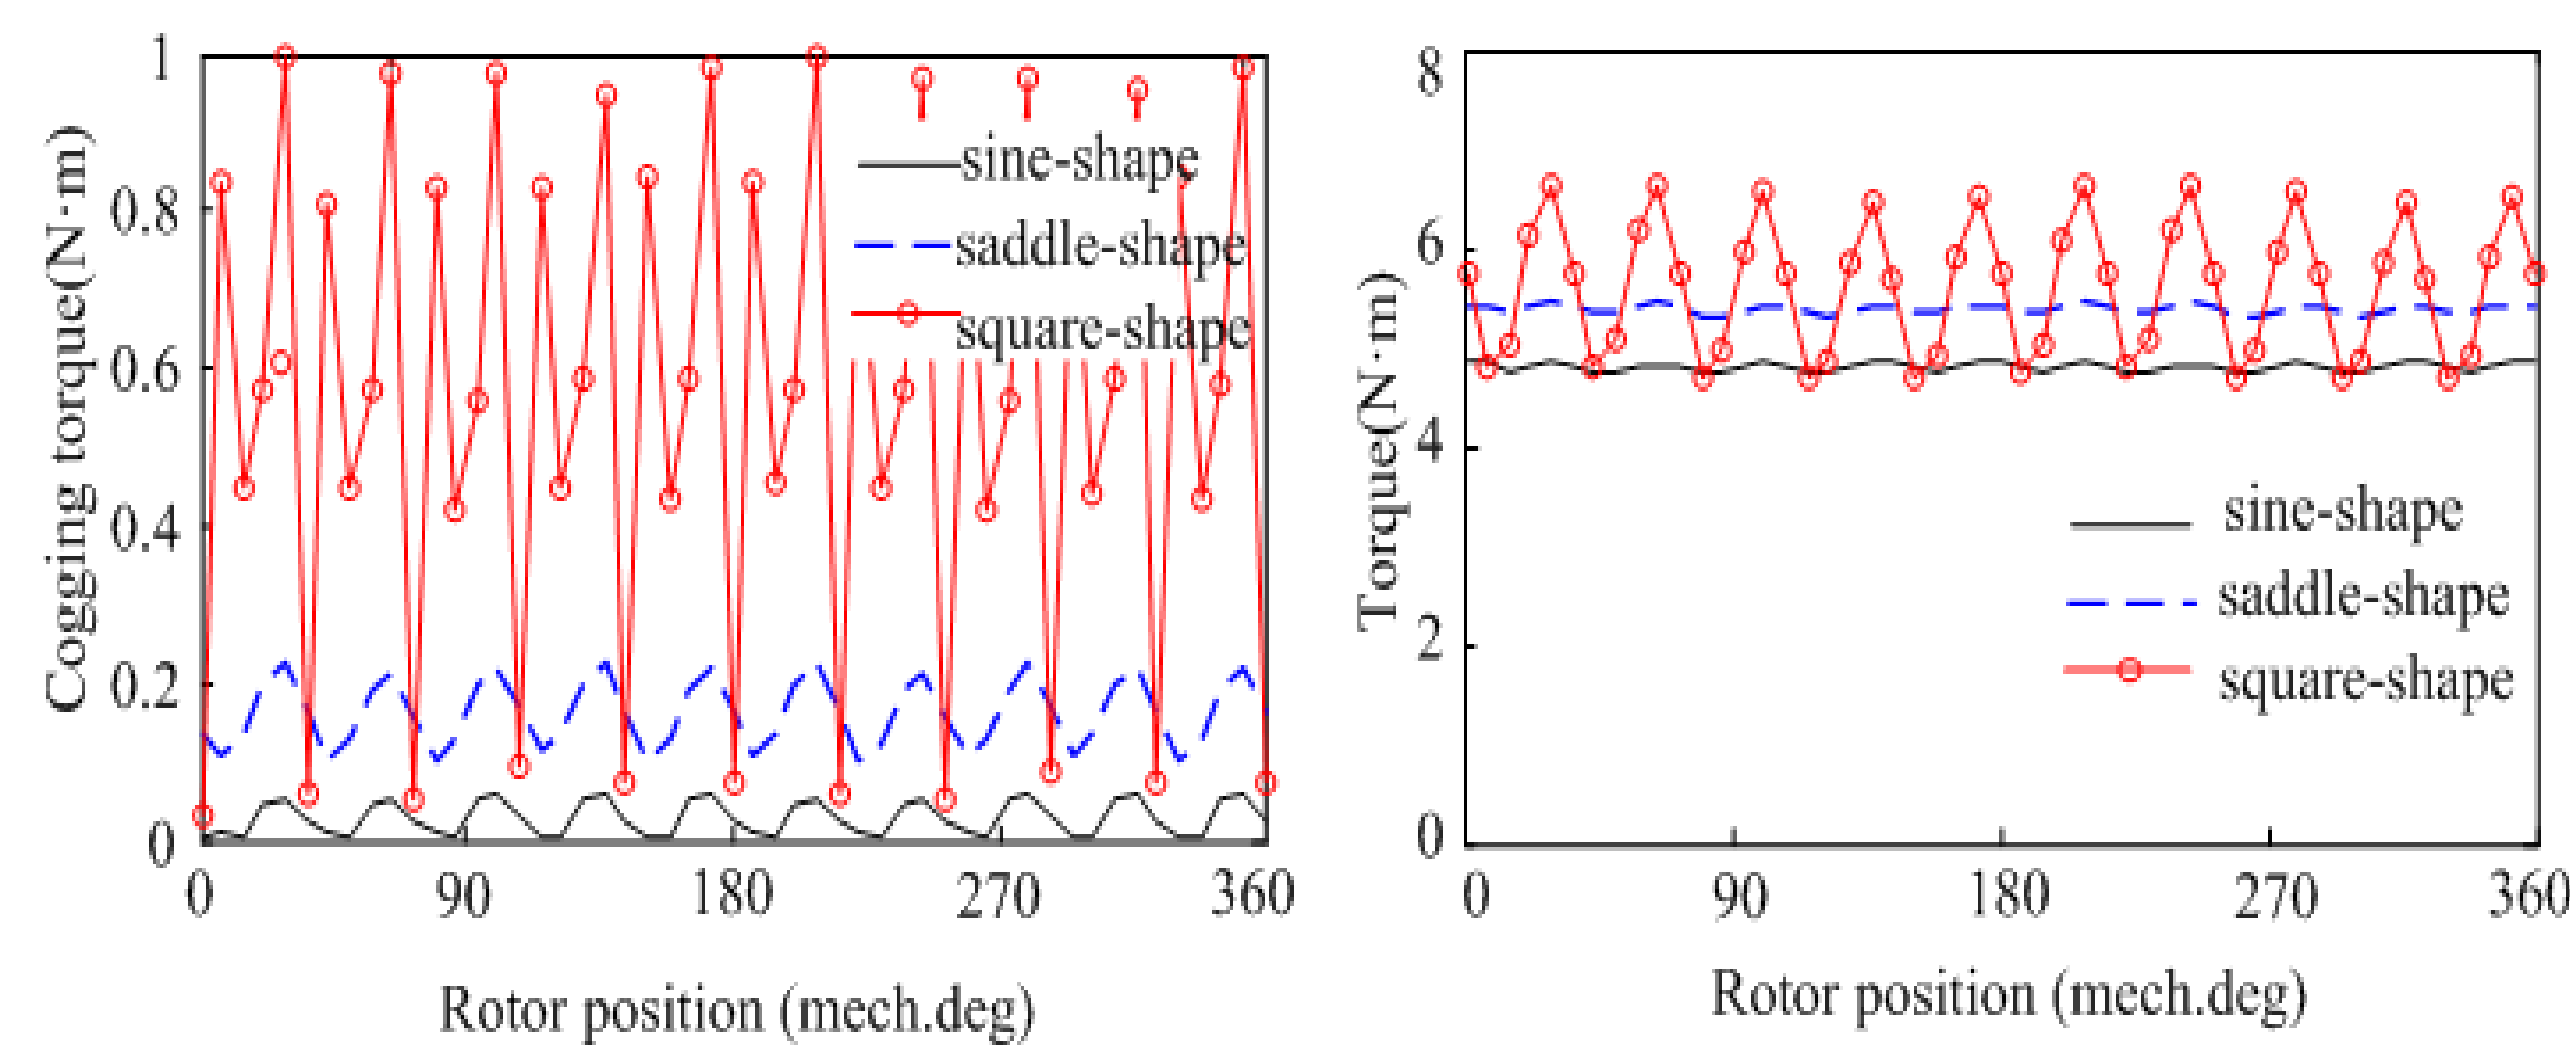 Cogging torque(N·m)
1
0.8
0.6
0.4
0.2
0
sine-shape
saddle-shape
square-shape
0 90 180 270 360
Rotor position (mech.deg)
Torque(N·m)
8
6
4
2
0
sine-shape
saddle-shape
square-shape
0 90 180 270 360
Rotor position (mech.deg)